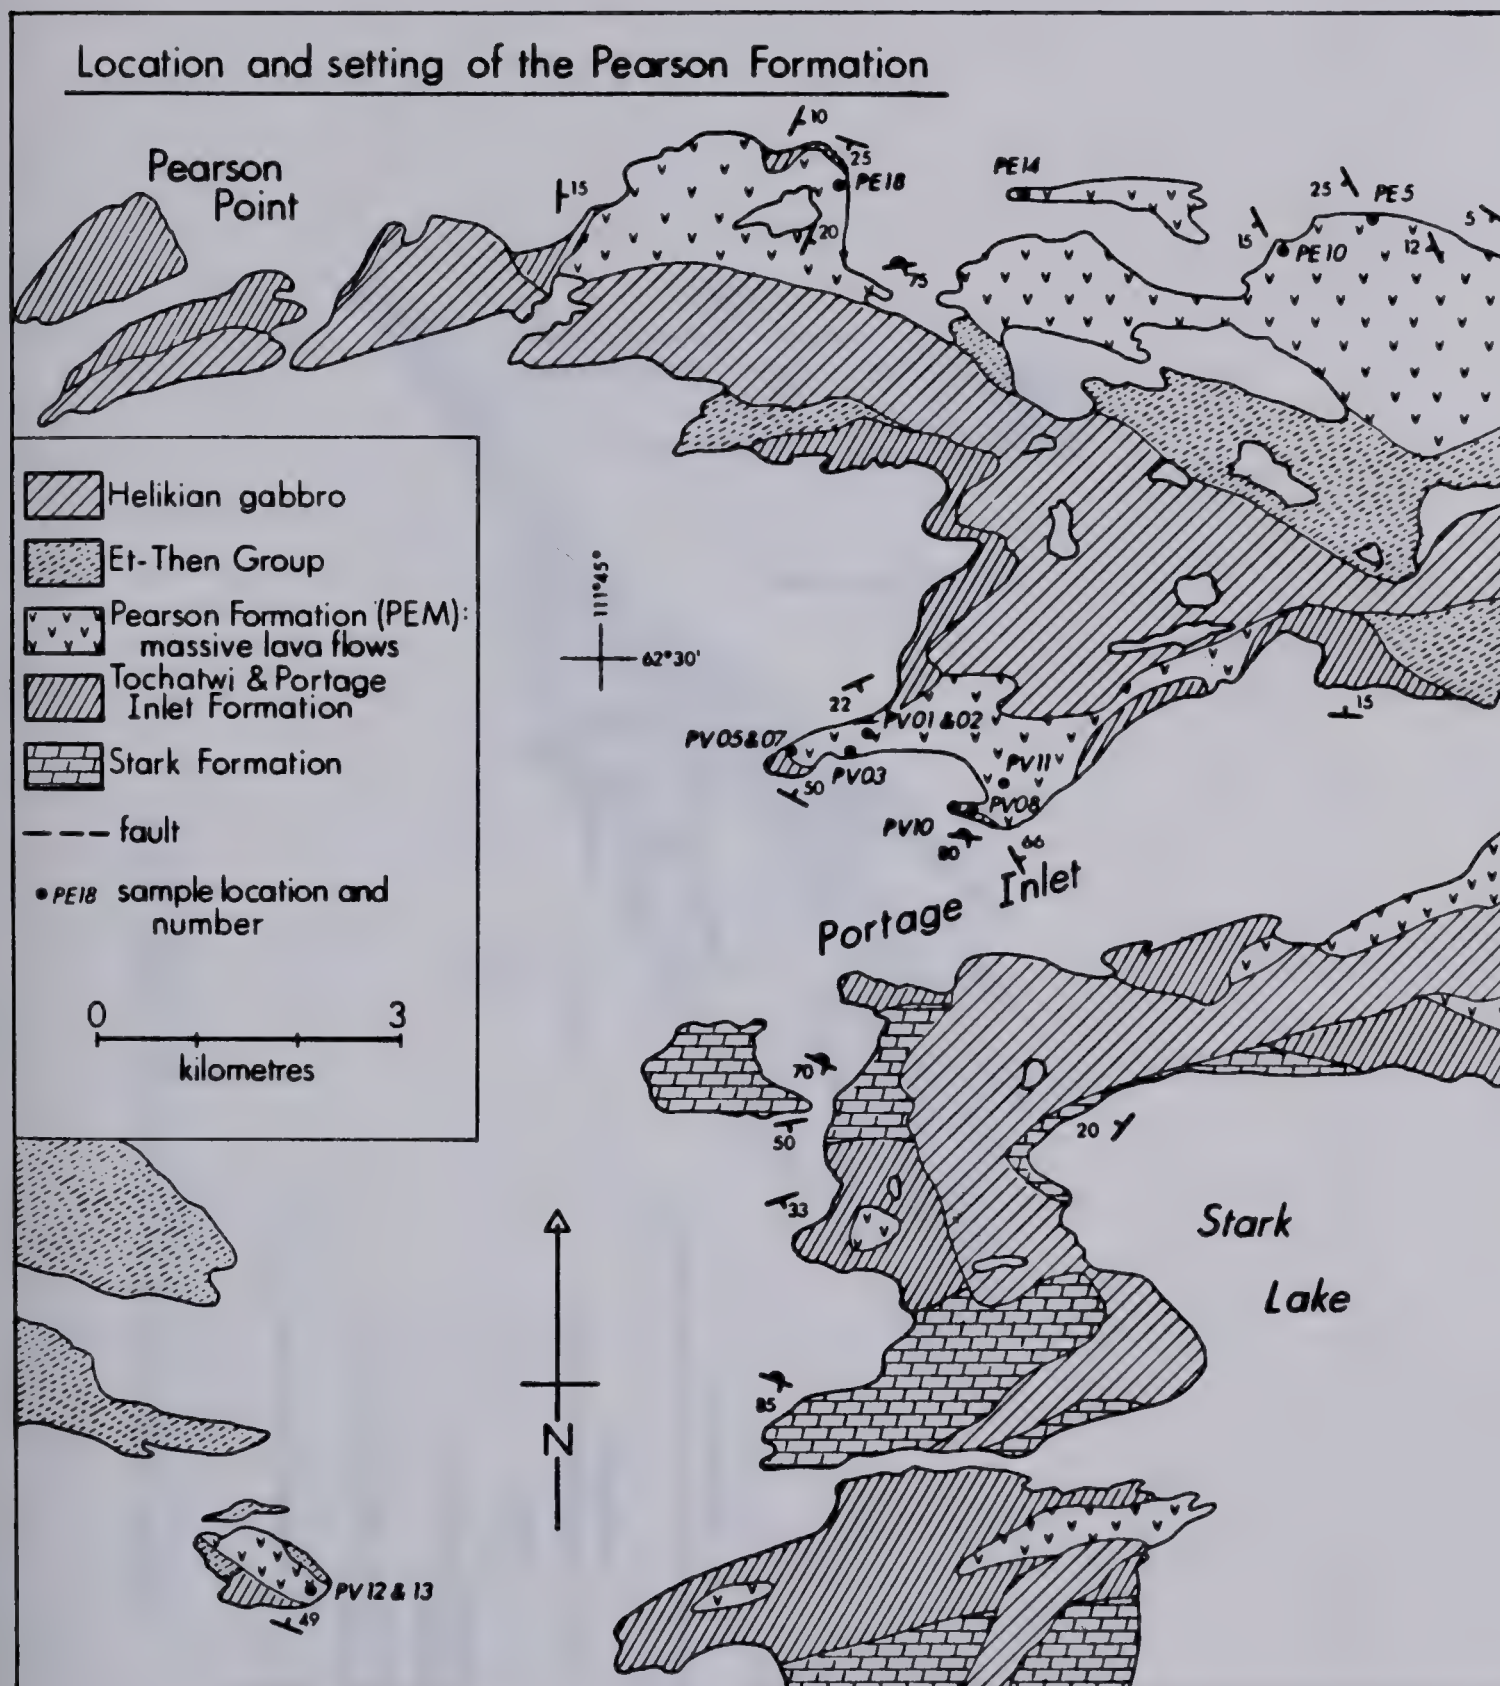 Location and setting of the Pearson Formation
Pearson
Point
10
25
PE18
15
20
75
PE14
25
PE5
5
15
PE10
12
Helikian gabbro
Et-Then Group
Pearson Formation (PEM):
massive lava flows
Tochatwi & Portage
Inlet Formation
Stark Formation
fault
PE18 sample location and
number
0 3
kilometres
111°45°
62°30'
22
PV01&02
15
PV05&07
PV03
50
PV11
PV08
PV10
80
66
Portage Inlet
70
50
20
33
Stark
Lake
85
N
PV12 & 13
49